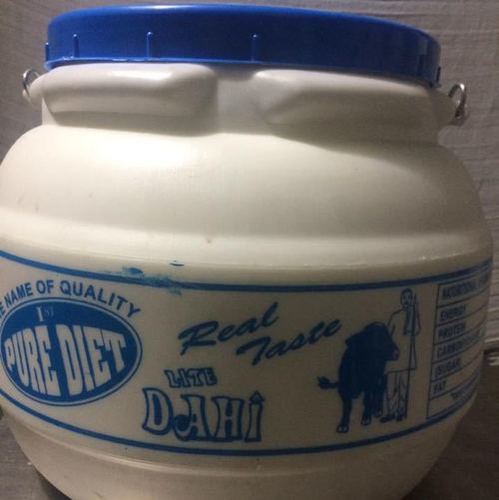 E NAME OF QUALITY
1st
PURE DIET
Real
Taste
LITE
DAHI
ENERGY
PROTEIN
(SUGAR
FAT